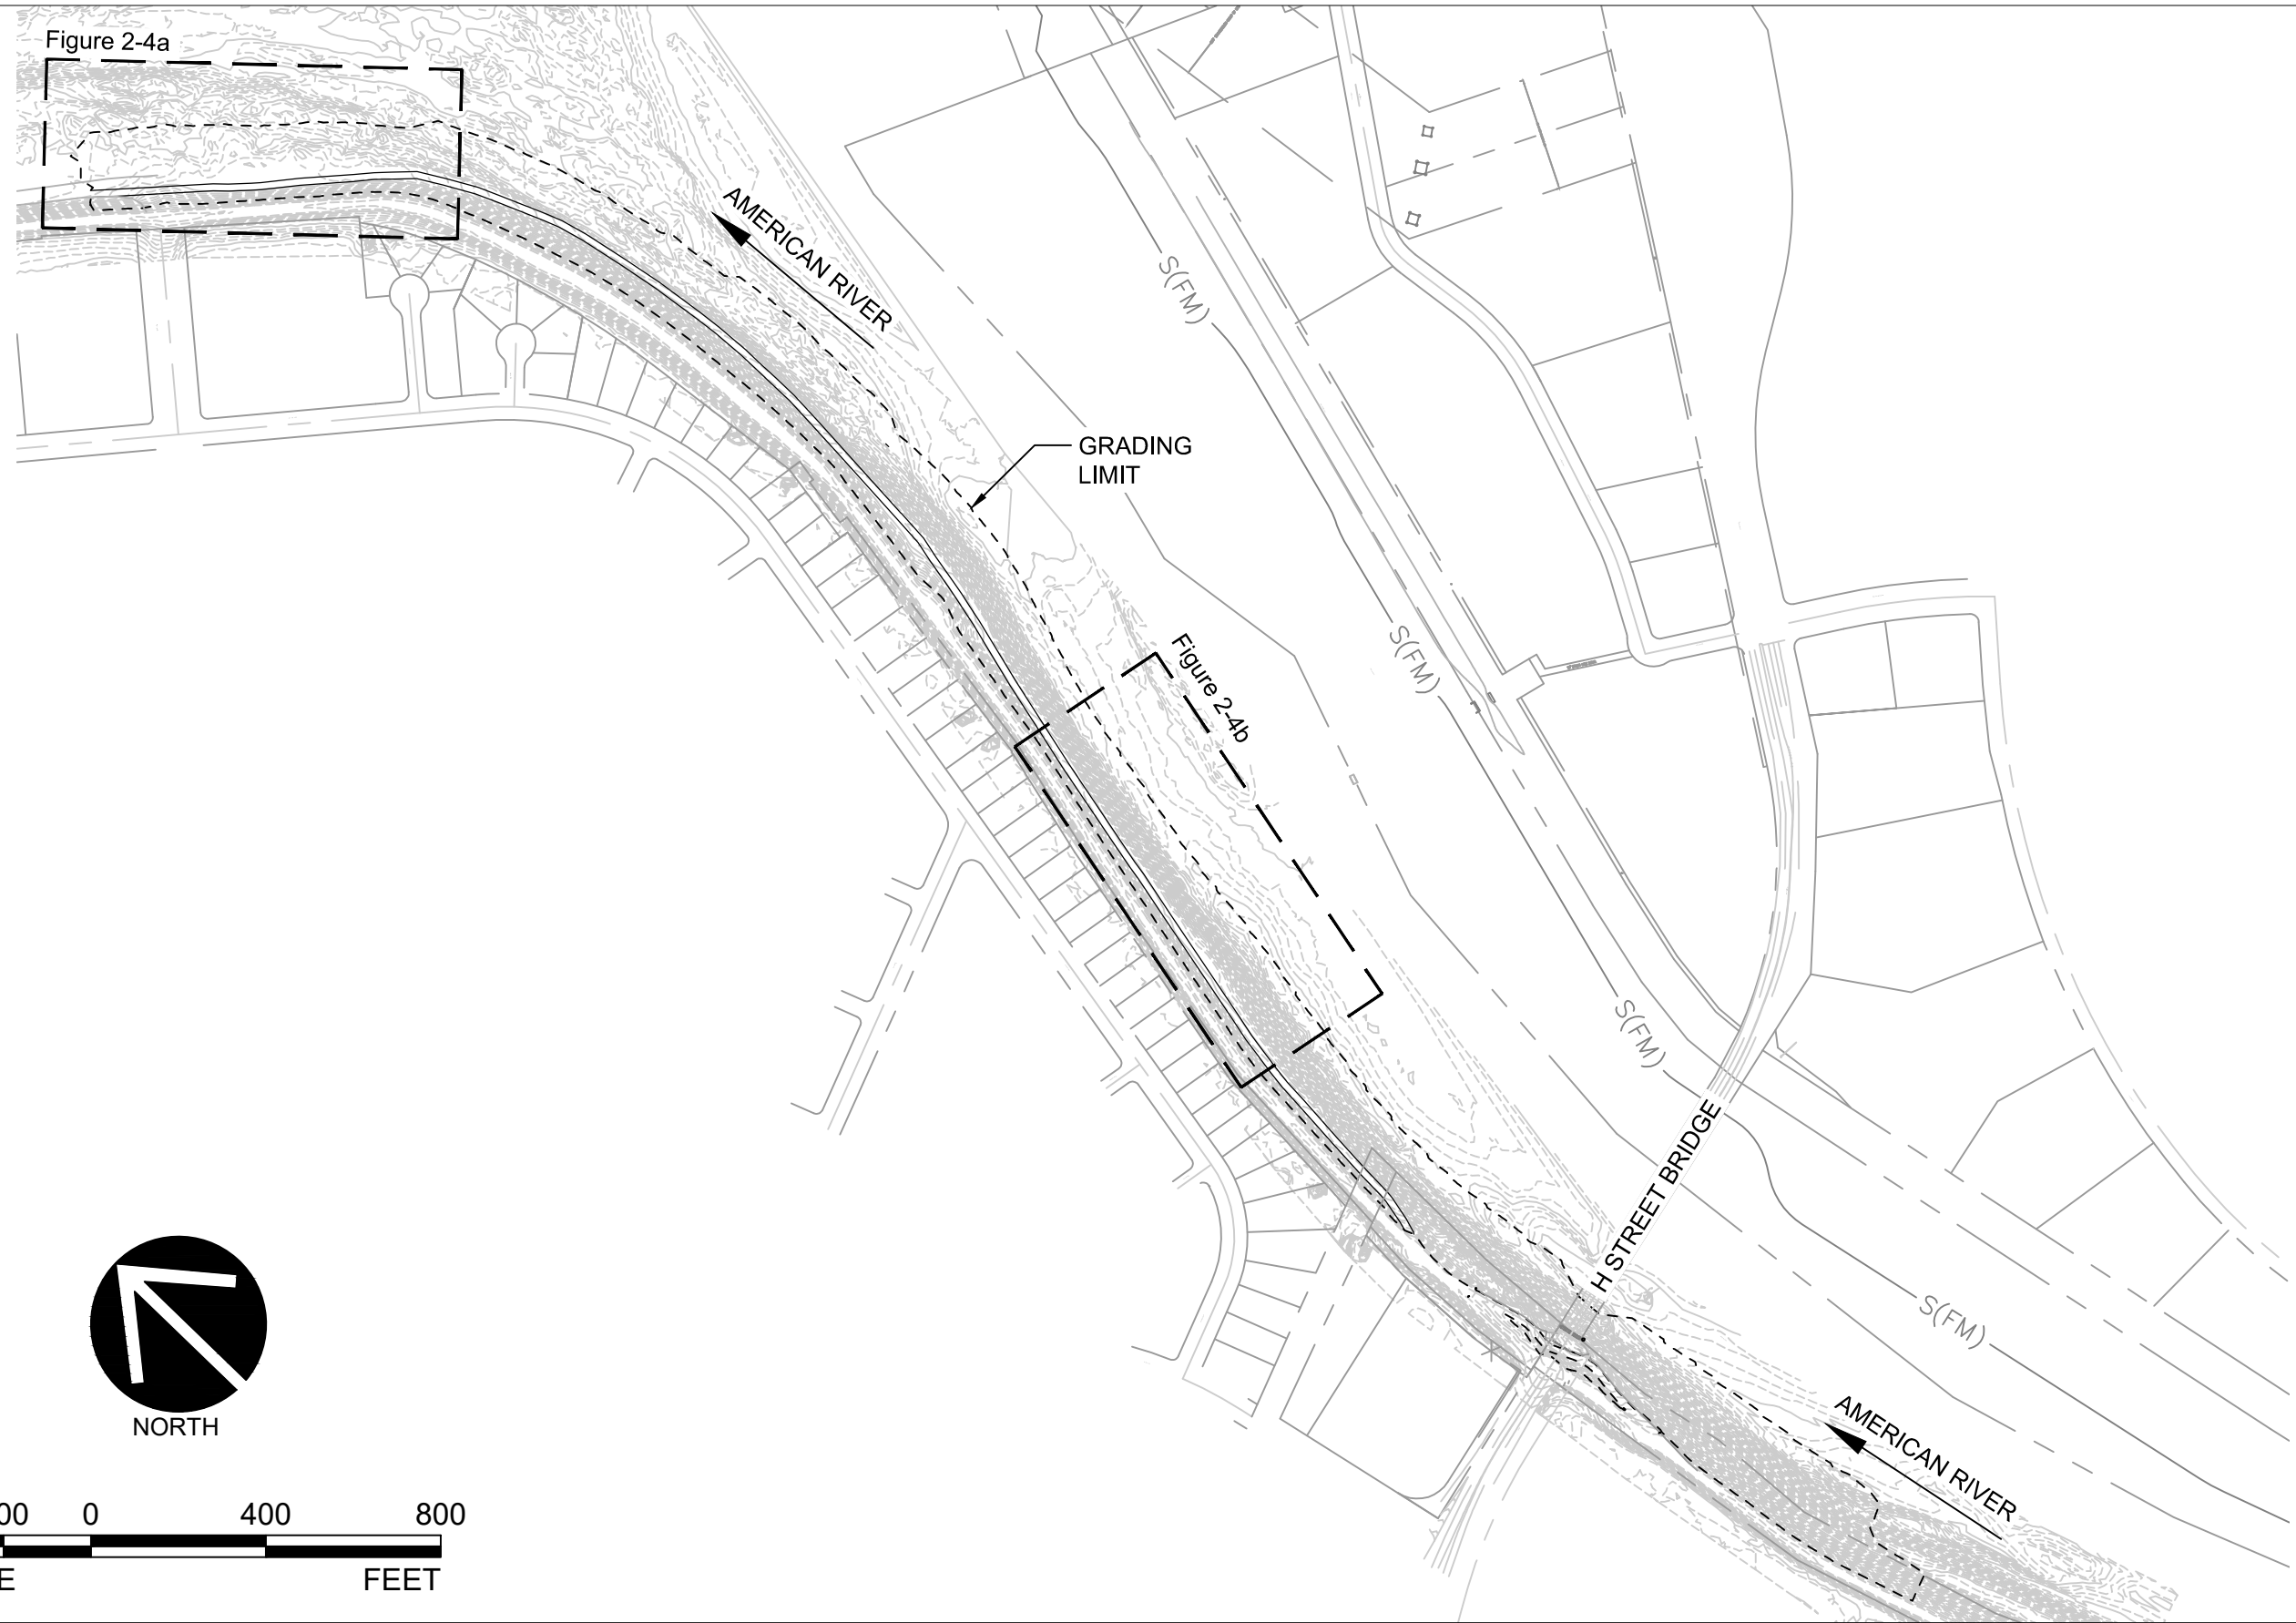 Figure 2-4a
AMERICAN RIVER
S(FM)
GRADING
LIMIT
S(FM)
Figure 2-4b
S(FM)
H STREET BRIDGE
S(FM)
AMERICAN RIVER
NORTH
00 0 400 800
E FEET